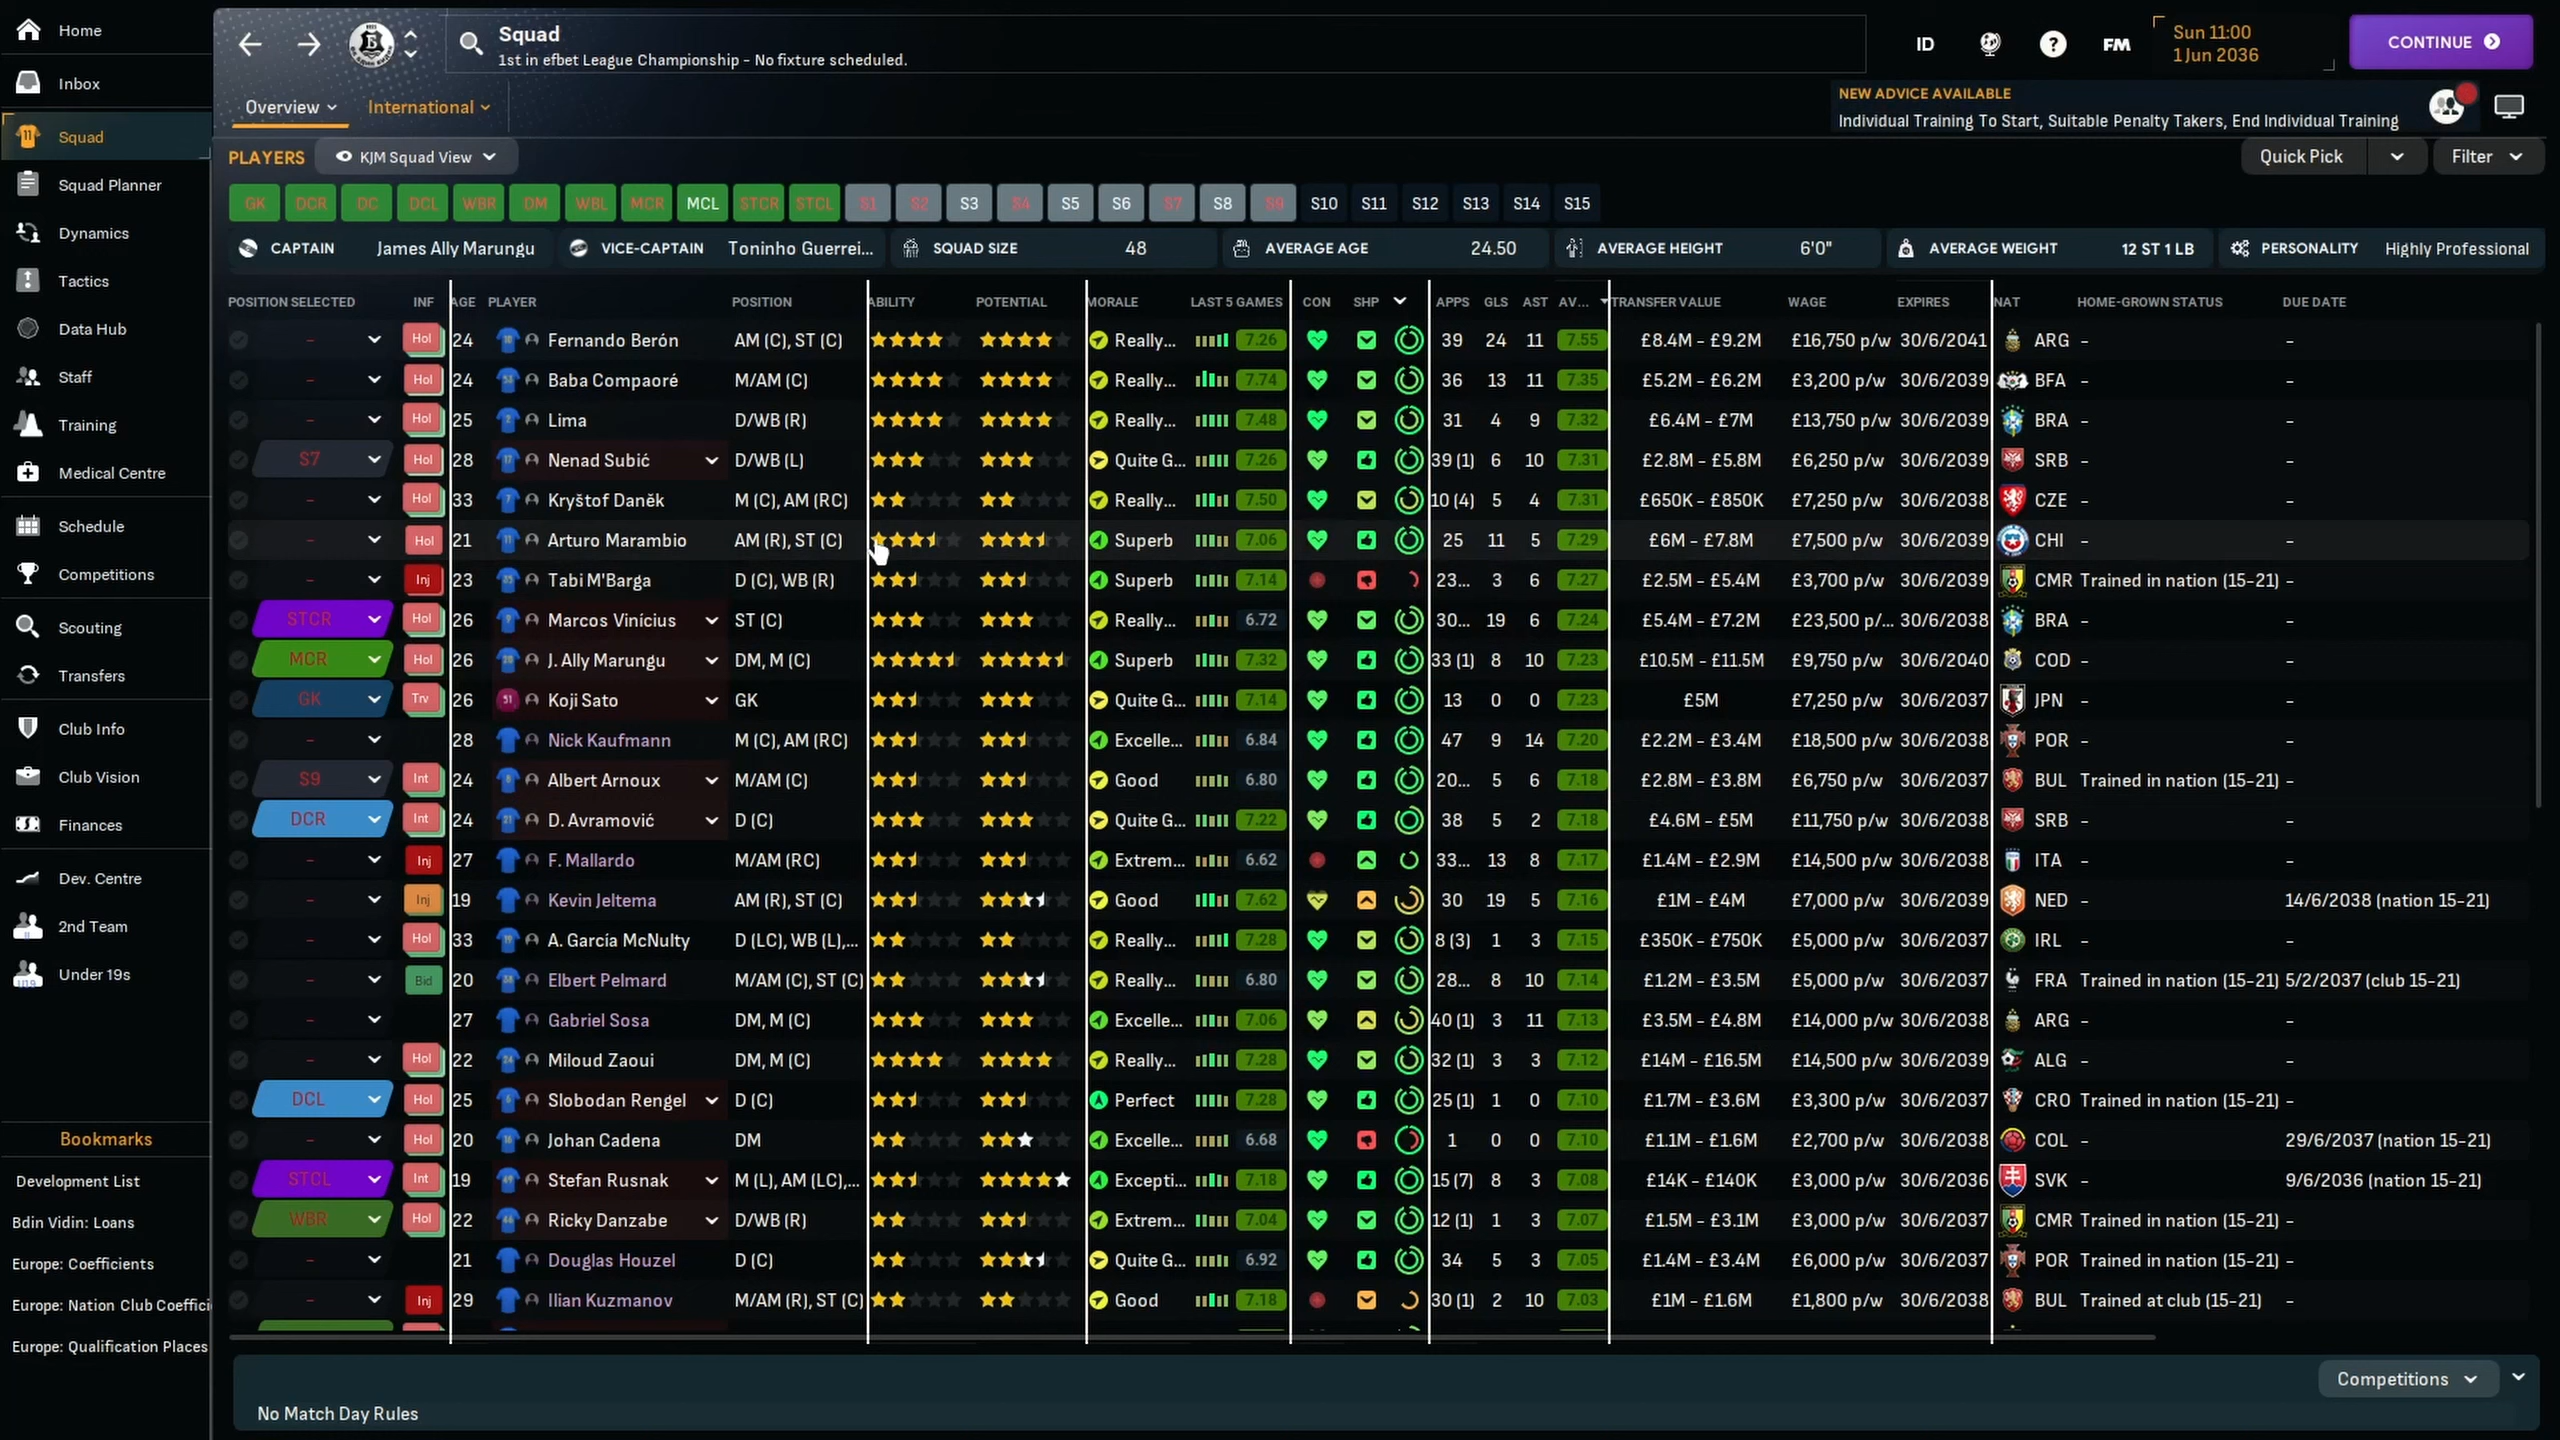 Home
Inbox
Squad
Squad Planner
Dynamics
Tactics
Data Hub
Staff
Training
Medical Centre
Schedule
Competitions
Scouting
Transfers
Club Info
Club Vision
Finances
Dev. Centre
2nd Team
Under 19s
Bookmarks
Development List
Bdin Vidin: Loans
Europe: Coefficients
Europe: Nation Club Coeffici
Europe: Qualification Places
Squad
1st in efbet League Championship - No fixture scheduled.
ID FM Sun 11:00
1 Jun 2036
CONTINUE
Overview International
NEW ADVICE AVAILABLE
Individual Training To Start, Suitable Penalty Takers, End Individual Training
PLAYERS KJM Squad View Quick Pick Filter
GK DCR DC DCL WBR DM WBL MCR MCL STCR STCL S1 S2 S3 S4 S5 S6 S7 S8 S9 S10 S11 S12 S13 S14 S15
CAPTAIN James Ally Marungu VICE-CAPTAIN Toninho Guerrei... SQUAD SIZE 48 AVERAGE AGE 24.50 AVERAGE HEIGHT 6'0" AVERAGE WEIGHT 12 ST 1 LB PERSONALITY Highly Professional
POSITION SELECTED INF AGE PLAYER POSITION ABILITY POTENTIAL MORALE LAST 5 GAMES CON SHP APPS GLS AST AV... TRANSFER VALUE WAGE EXPIRES NAT HOME-GROWN STATUS DUE DATE
- Hol 24 Fernando Berón AM (C), ST (C) Really... 7.26 39 24 11 7.55 £8.4M - £9.2M £16,750 p/w 30/6/2041 ARG - -
- Hol 24 Baba Compaoré M/AM (C) Really... 7.74 36 13 11 7.35 £5.2M - £6.2M £3,200 p/w 30/6/2039 BFA - -
- Hol 25 Lima D/WB (R) Really... 7.48 31 4 9 7.32 £6.4M - £7M £13,750 p/w 30/6/2039 BRA - -
S7 Hol 28 Nenad Subić D/WB (L) Quite G... 7.26 39 (1) 6 10 7.31 £2.8M - £5.8M £6,250 p/w 30/6/2039 SRB - -
- Hol 33 Kryštof Daněk M (C), AM (RC) Really... 7.50 10 (4) 5 4 7.31 £650K - £850K £7,250 p/w 30/6/2038 CZE - -
- Hol 21 Arturo Marambio AM (R), ST (C) Superb 7.06 25 11 5 7.29 £6M - £7.8M £7,500 p/w 30/6/2039 CHI - -
- Inj 23 Tabi M'Barga D (C), WB (R) Superb 7.14 23... 3 6 7.27 £2.5M - £5.4M £3,700 p/w 30/6/2039 CMR Trained in nation (15-21) -
STCR Hol 26 Marcos Vinícius ST (C) Really... 6.72 30... 19 6 7.24 £5.4M - £7.2M £23,500 p/... 30/6/2038 BRA - -
MCR Hol 26 J. Ally Marungu DM, M (C) Superb 7.32 33 (1) 8 10 7.23 £10.5M - £11.5M £9,750 p/w 30/6/2040 COD - -
GK Trv 26 Koji Sato GK Quite G... 7.14 13 0 0 7.23 £5M £7,250 p/w 30/6/2037 JPN - -
- 28 Nick Kaufmann M (C), AM (RC) Excelle... 6.84 47 9 14 7.20 £2.2M - £3.4M £18,500 p/w 30/6/2038 POR - -
S9 Int 24 Albert Arnoux M/AM (C) Good 6.80 20... 5 6 7.18 £2.8M - £3.8M £6,750 p/w 30/6/2037 BUL Trained in nation (15-21) -
DCR Int 24 D. Avramović D (C) Quite G... 7.22 38 5 2 7.18 £4.6M - £5M £11,750 p/w 30/6/2039 SRB - -
- Inj 27 F. Mallardo M/AM (RC) Extrem... 6.62 33... 13 8 7.17 £1.4M - £2.9M £14,500 p/w 30/6/2038 ITA - -
- Inj 19 Kevin Jeltema AM (R), ST (C) Good 7.62 30 19 5 7.16 £1M - £4M £7,000 p/w 30/6/2039 NED - 14/6/2038 (nation 15-21)
- Hol 33 A. García McNulty D (LC), WB (L),... Really... 7.28 8 (3) 1 3 7.15 £350K - £750K £5,000 p/w 30/6/2037 IRL - -
- Bid 20 Elbert Pelmard M/AM (C), ST (C) Really... 6.80 28... 8 10 7.14 £1.2M - £3.5M £5,000 p/w 30/6/2037 FRA Trained in nation (15-21) 5/2/2037 (club 15-21)
- 27 Gabriel Sosa DM, M (C) Excelle... 7.06 40 (1) 3 11 7.13 £3.5M - £4.8M £14,000 p/w 30/6/2038 ARG - -
- Hol 22 Miloud Zaoui DM, M (C) Really... 7.28 32 (1) 3 3 7.12 £14M - £16.5M £14,500 p/w 30/6/2039 ALG - -
DCL Hol 25 Slobodan Rengel D (C) Perfect 7.28 25 (1) 1 0 7.10 £1.7M - £3.6M £3,300 p/w 30/6/2037 CRO Trained in nation (15-21) -
- Hol 20 Johan Cadena DM Excelle... 6.68 1 0 0 7.10 £1.1M - £1.6M £2,700 p/w 30/6/2038 COL - 29/6/2037 (nation 15-21)
STCL Int 19 Stefan Rusnak M (L), AM (LC),... Excepti... 7.18 15 (7) 8 3 7.08 £14K - £140K £3,000 p/w 30/6/2036 SVK - 9/6/2036 (nation 15-21)
WBR Hol 22 Ricky Danzabe D/WB (R) Extrem... 7.04 12 (1) 1 3 7.07 £1.5M - £3.1M £3,000 p/w 30/6/2037 CMR Trained in nation (15-21) -
- 21 Douglas Houzel D (C) Quite G... 6.92 34 5 3 7.05 £1.4M - £3.4M £6,000 p/w 30/6/2037 POR Trained in nation (15-21) -
- Inj 29 Ilian Kuzmanov M/AM (R), ST (C) Good 7.18 30 (1) 2 10 7.03 £1M - £1.6M £1,800 p/w 30/6/2038 BUL Trained at club (15-21) -
Competitions
No Match Day Rules